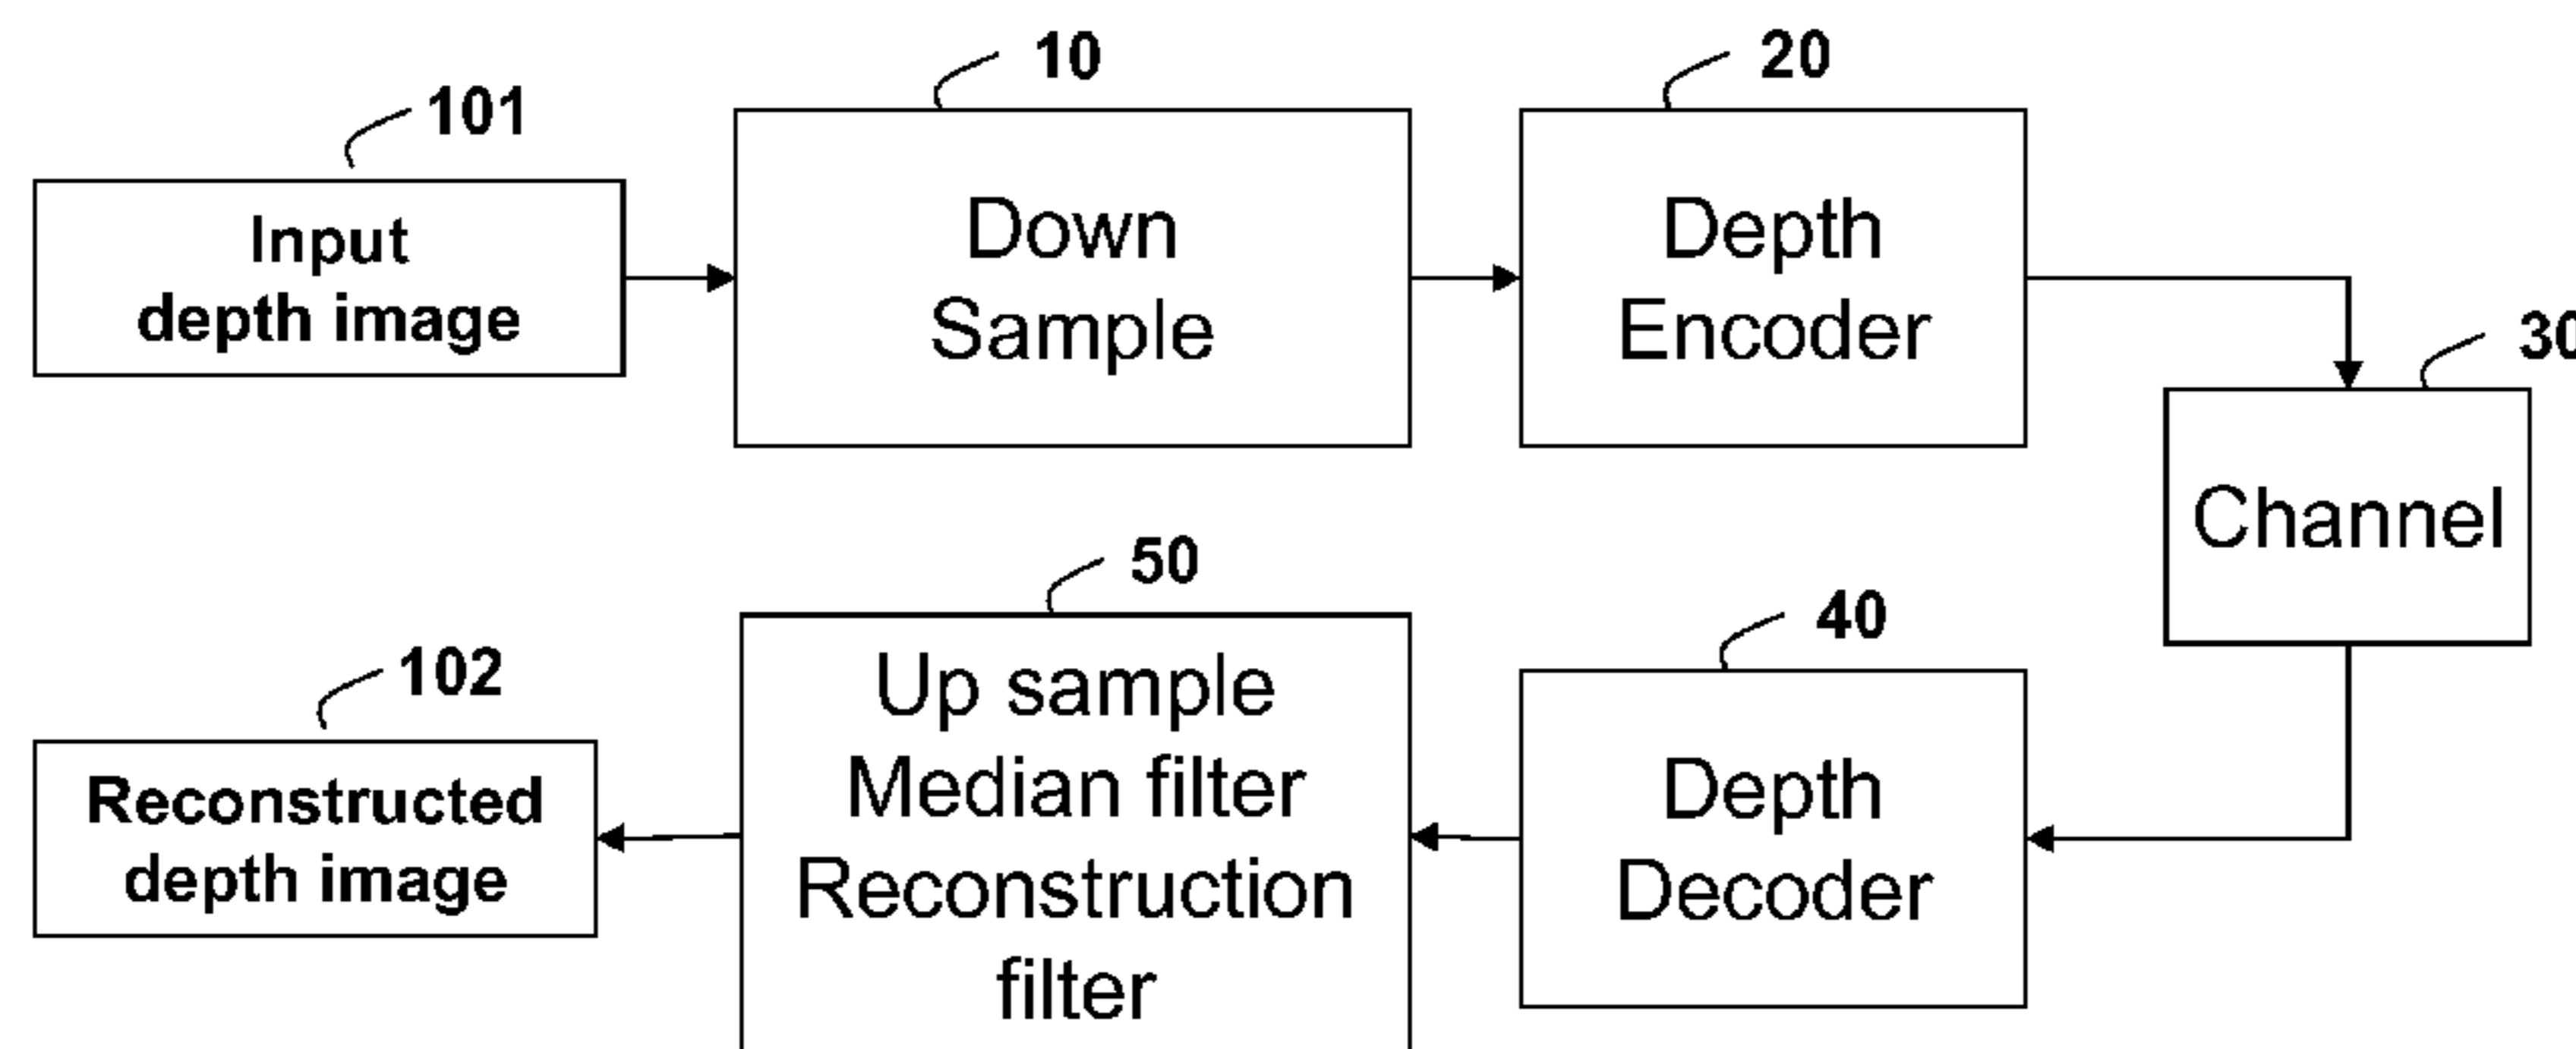 10
20
101
Input
depth image
Down
Sample
Depth
Encoder
30
Channel
50
40
102
Up sample
Median filter
Reconstruction
filter
Depth
Decoder
Reconstructed
depth image